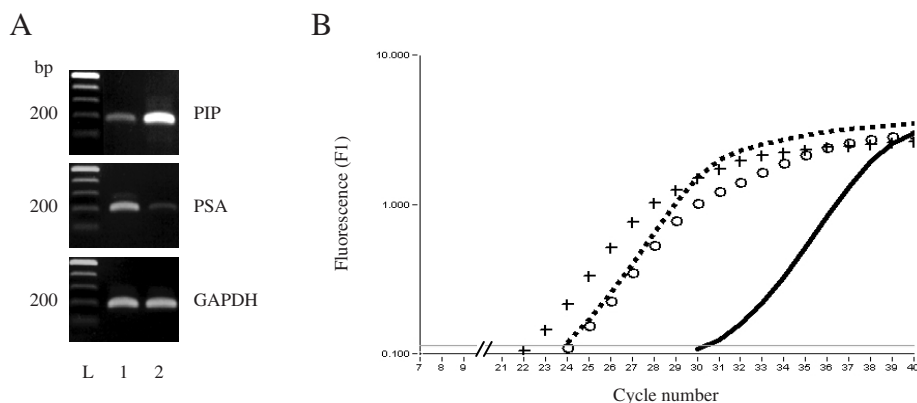 A
bp
200 PIP
200 PSA
200 GAPDH
L 1 2
B
10.000
1.000
0.100
Fluorescence (F1)
7 8 9 21 22 23 24 25 26 27 28 29 30 31 32 33 34 35 36 37 38 39 40
Cycle number